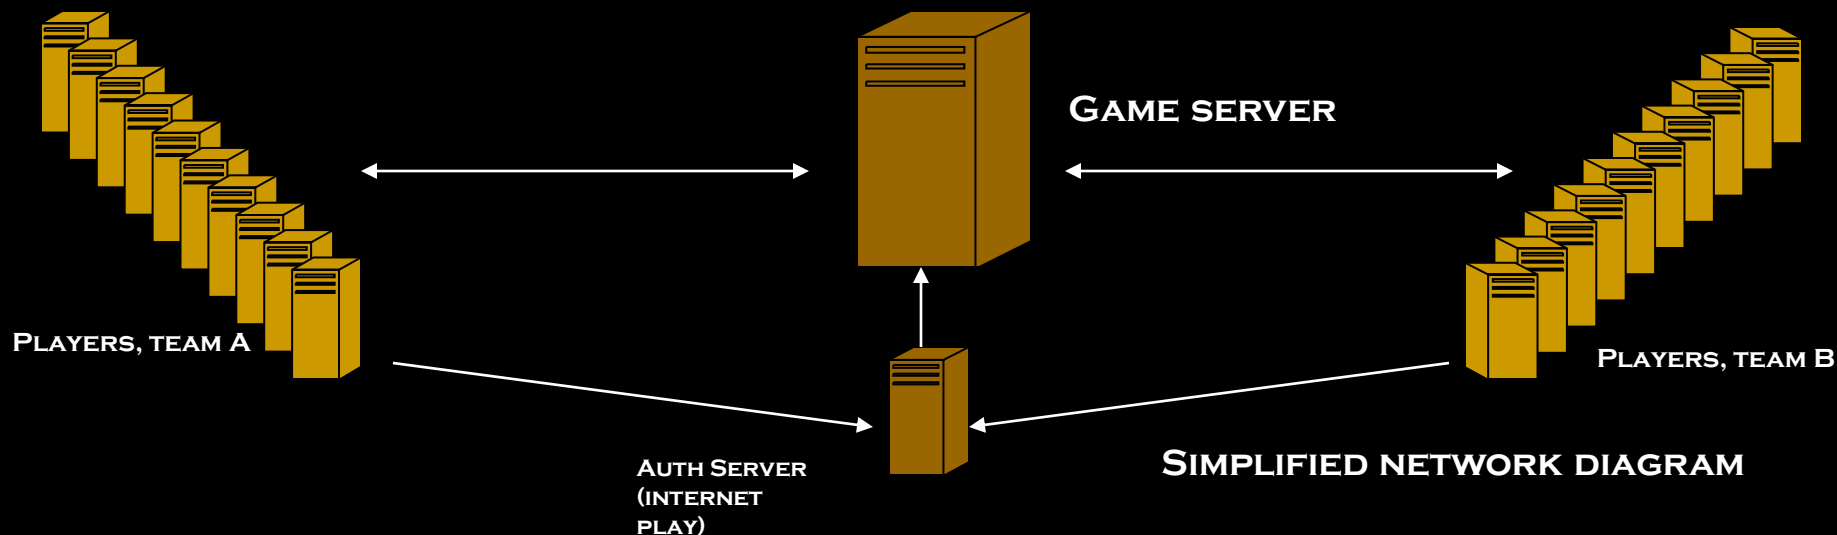 Game server
Players, team A
Players, team B
Auth Server
(internet
play)
Simplified network diagram